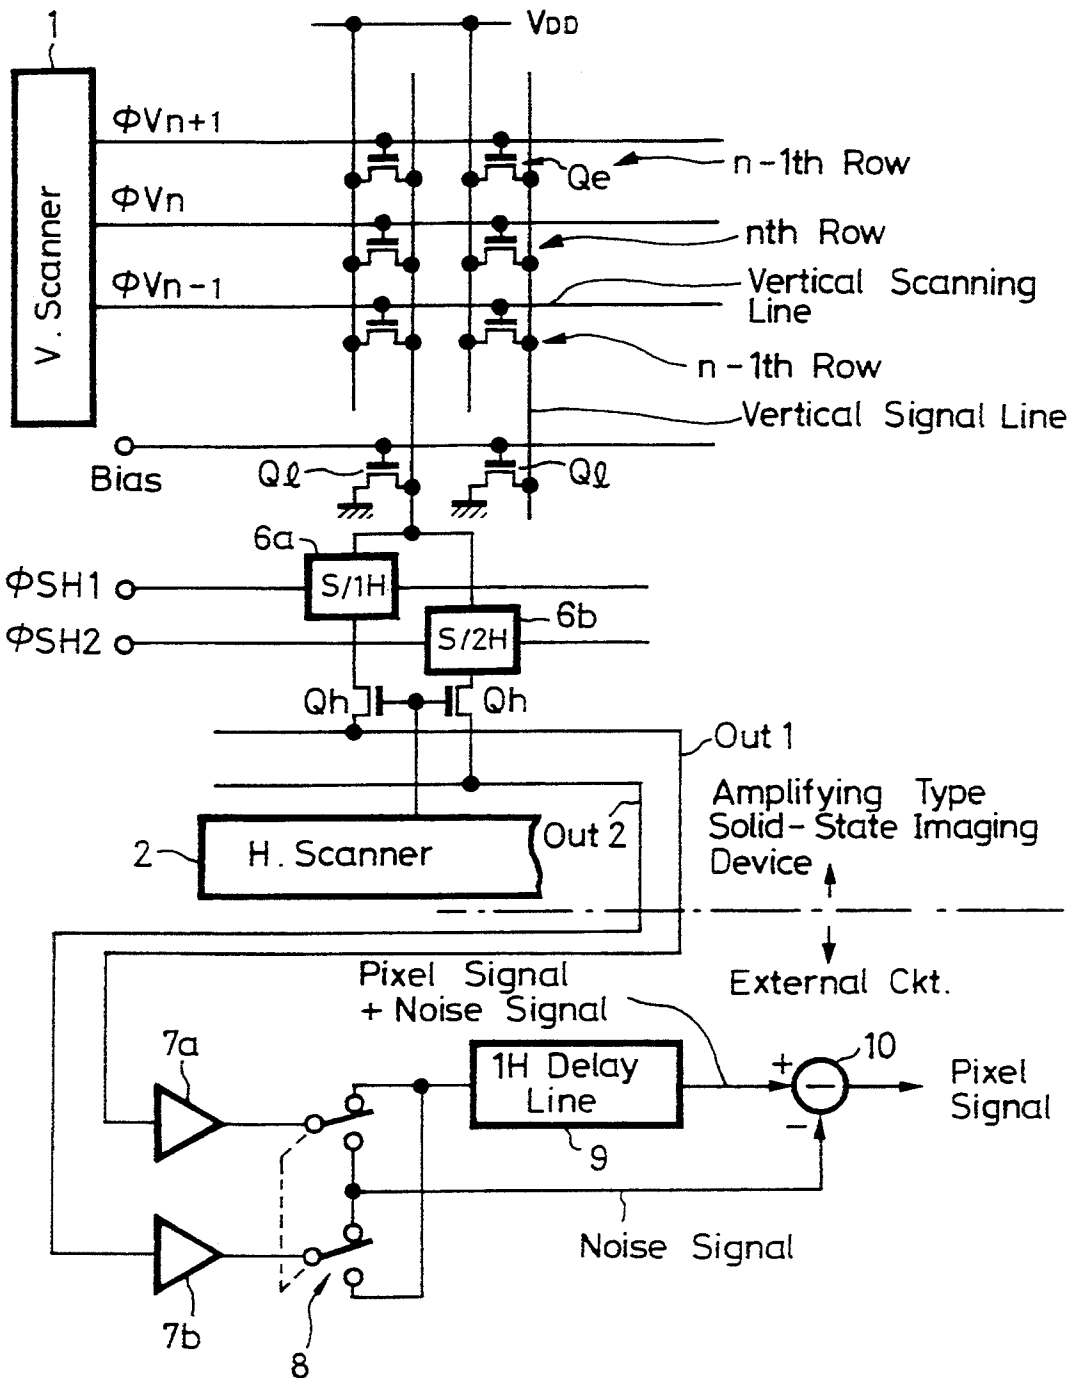 1
VDD
V. Scanner
ΦVn+1
Qe
n-1th Row
ΦVn
nth Row
ΦVn-1
Vertical Scanning
Line
n-1th Row
Vertical Signal Line
Bias
Qℓ
Qℓ
6a
ΦSH1
S/1H
6b
ΦSH2
S/2H
Qh
Qh
Out 1
Out 2
2
H. Scanner
Amplifying Type
Solid-State Imaging
Device
External Ckt.
Pixel Signal
+ Noise Signal
7a
1H Delay
Line
9
+
−
−
10
Pixel
Signal
Noise Signal
7b
8